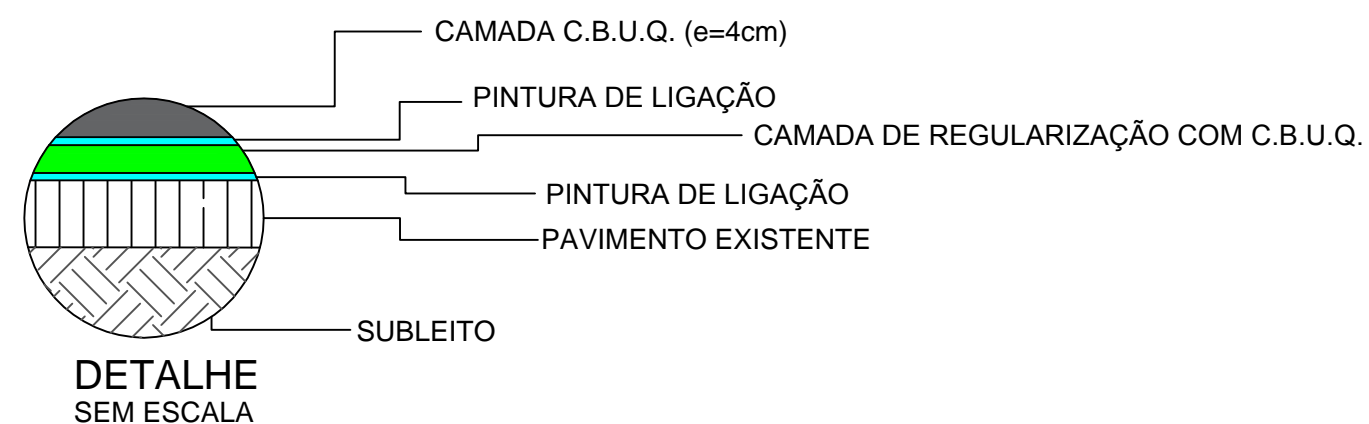 CAMADA C.B.U.Q. (e=4cm)
PINTURA DE LIGAÇÃO
CAMADA DE REGULARIZAÇÃO COM C.B.U.Q.
PINTURA DE LIGAÇÃO
PAVIMENTO EXISTENTE
SUBLEITO
DETALHE
SEM ESCALA